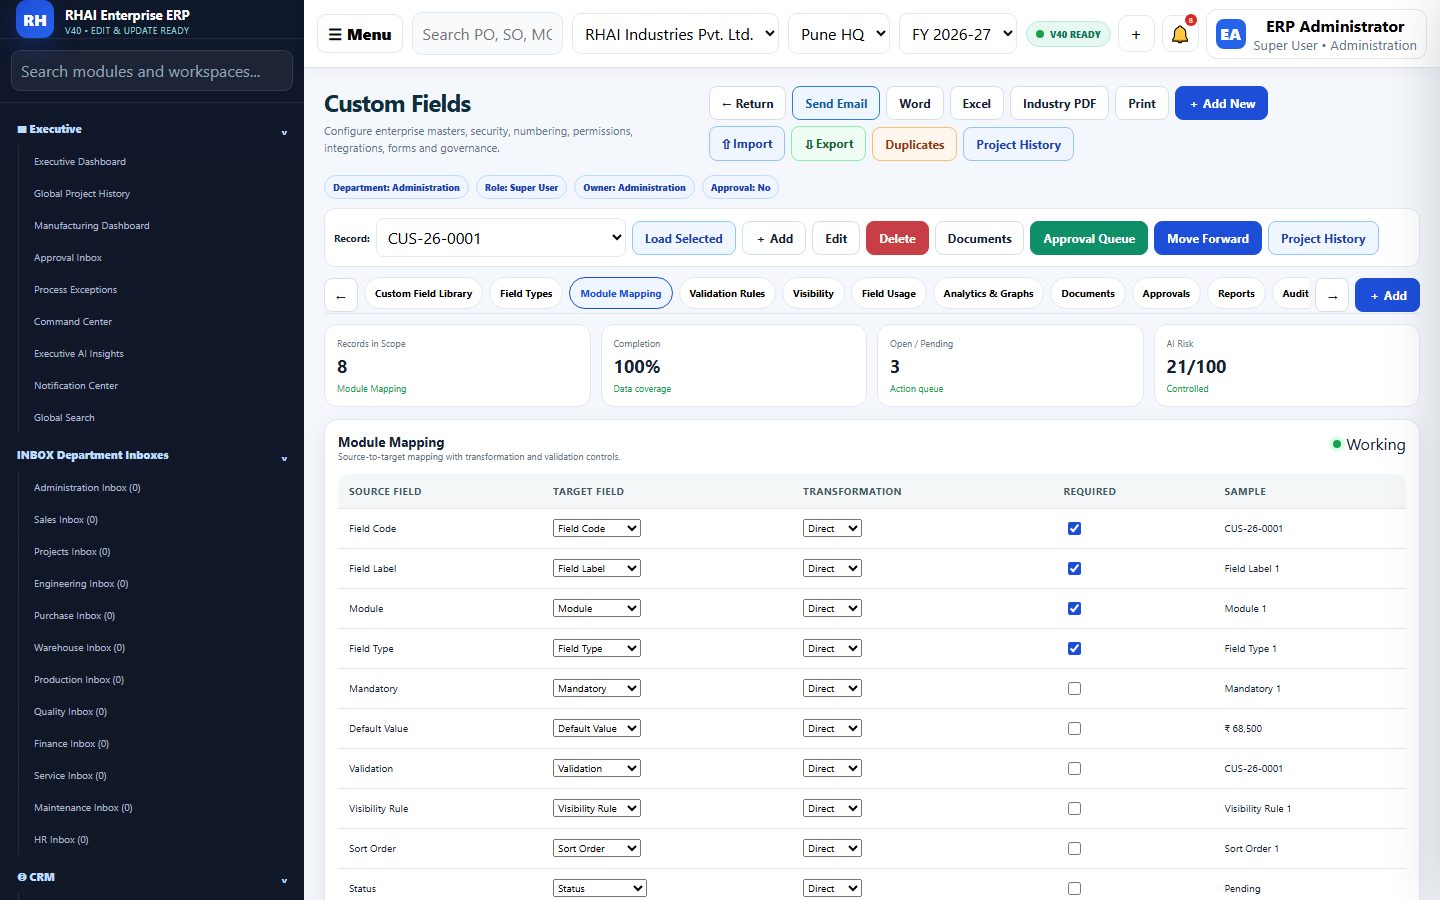 RH
RHAI Enterprise ERP
V40 • EDIT & UPDATE READY
Search modules and workspaces...
Executive
Executive Dashboard
Global Project History
Manufacturing Dashboard
Approval Inbox
Process Exceptions
Command Center
Executive AI Insights
Notification Center
Global Search
INBOX Department Inboxes
Administration Inbox (0)
Sales Inbox (0)
Projects Inbox (0)
Engineering Inbox (0)
Purchase Inbox (0)
Warehouse Inbox (0)
Production Inbox (0)
Quality Inbox (0)
Finance Inbox (0)
Service Inbox (0)
Maintenance Inbox (0)
HR Inbox (0)
CRM
☰ Menu
Search PO, SO, MC
RHAI Industries Pvt. Ltd.
Pune HQ
FY 2026-27
V40 READY
+
8
EA
ERP Administrator
Super User • Administration
Custom Fields
Configure enterprise masters, security, numbering, permissions,
integrations, forms and governance.
← Return Send Email Word Excel Industry PDF Print + Add New
⇧ Import ⇩ Export Duplicates Project History
Department: Administration Role: Super User Owner: Administration Approval: No
Record: CUS-26-0001 Load Selected + Add Edit Delete Documents Approval Queue Move Forward Project History
← Custom Field Library Field Types Module Mapping Validation Rules Visibility Field Usage Analytics & Graphs Documents Approvals Reports Audit → + Add
Records in Scope
8
Module Mapping
Completion
100%
Data coverage
Open / Pending
3
Action queue
AI Risk
21/100
Controlled
Module Mapping
Source-to-target mapping with transformation and validation controls.
Working
SOURCE FIELD TARGET FIELD TRANSFORMATION REQUIRED SAMPLE
Field Code Field Code Direct CUS-26-0001
Field Label Field Label Direct Field Label 1
Module Module Direct Module 1
Field Type Field Type Direct Field Type 1
Mandatory Mandatory Direct Mandatory 1
Default Value Default Value Direct ₹ 68,500
Validation Validation Direct CUS-26-0001
Visibility Rule Visibility Rule Direct Visibility Rule 1
Sort Order Sort Order Direct Sort Order 1
Status Status Direct Pending